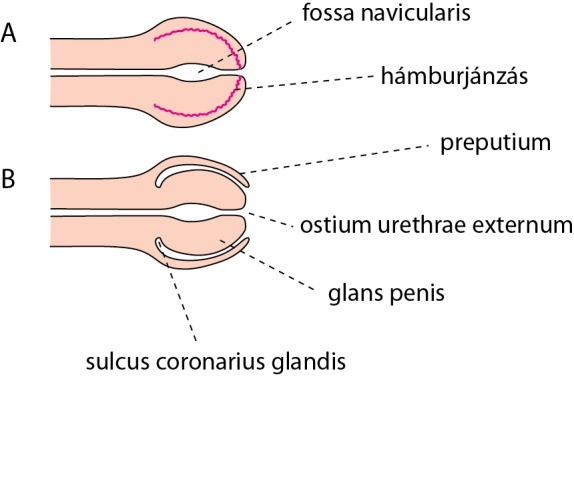 A
fossa navicularis
hámburjánzás
preputium
B
ostium urethrae externum
glans penis
sulcus coronarius glandis